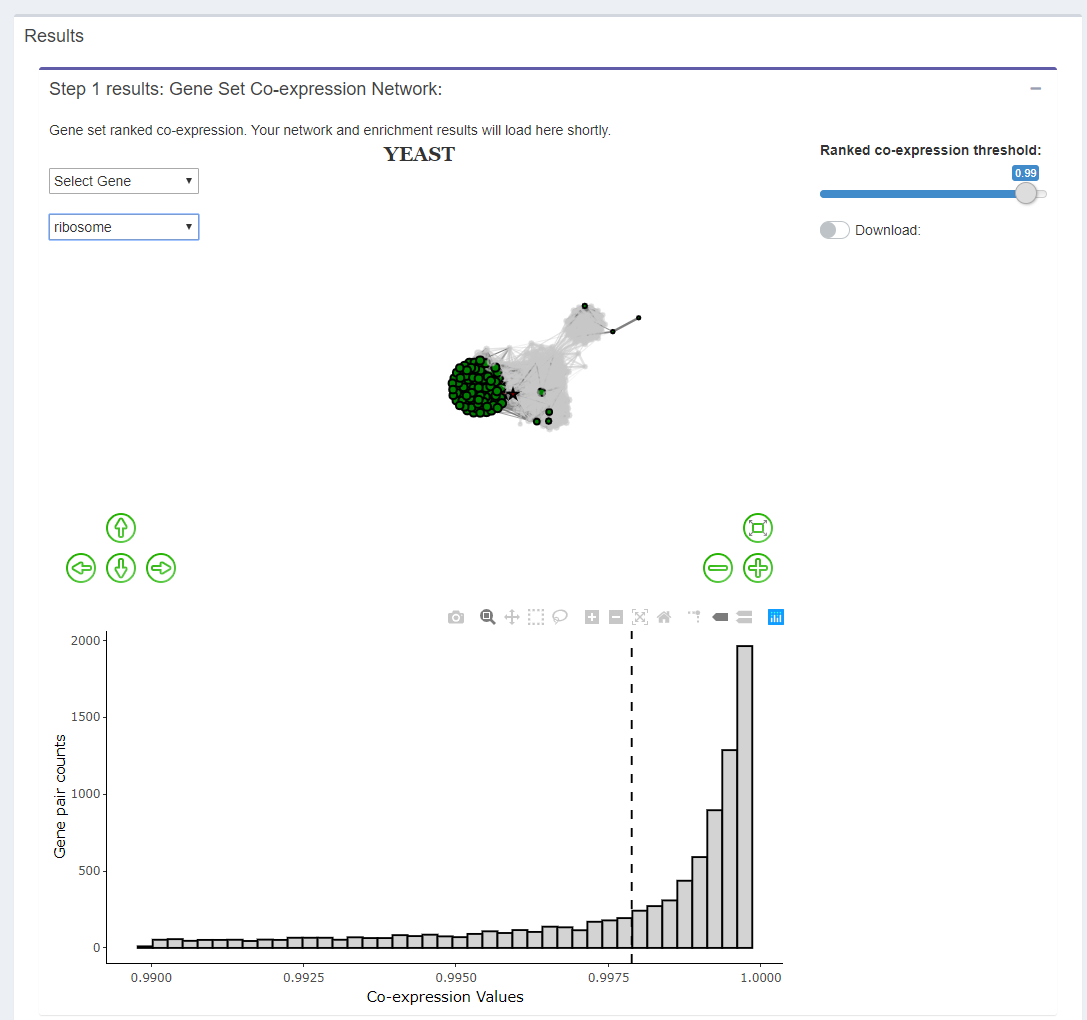 Results
Step 1 results: Gene Set Co-expression Network:
Gene set ranked co-expression. Your network and enrichment results will load here shortly.
YEAST
Ranked co-expression threshold:
0.99
Select Gene
ribosome
Download:
2000
1500
1000
500
0
Gene pair counts
0.9900
0.9925
0.9950
0.9975
1.0000
Co-expression Values